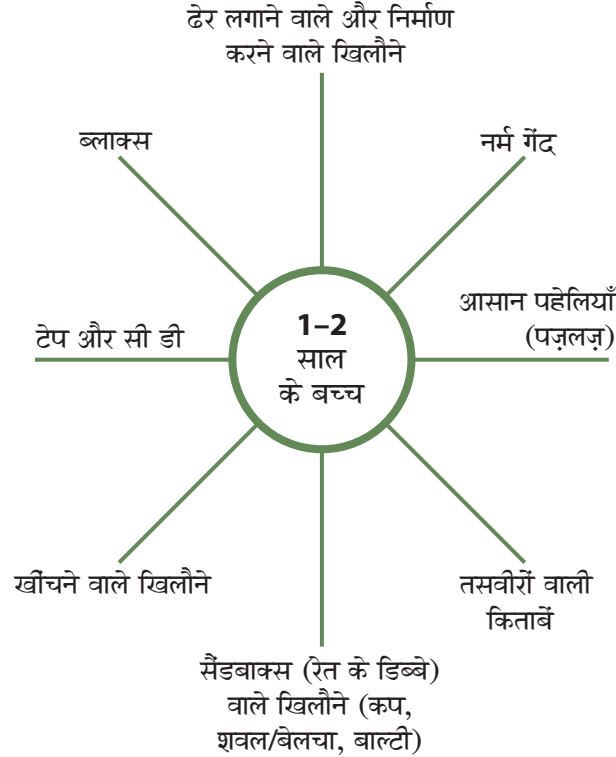 ढेर लगाने वाले और निर्माण
करने वाले खिलौने
ब्लाक्स
नर्म गेंद
1–2
साल
के बच्च
टेप और सी डी
आसान पहेलियाँ
(पज़लज़)
खींचने वाले खिलौने
तसवीरों वाली
किताबें
सैंडबाक्स (रेत के डिब्बे)
वाले खिलौने (कप,
शवल/बेलचा, बाल्टी)